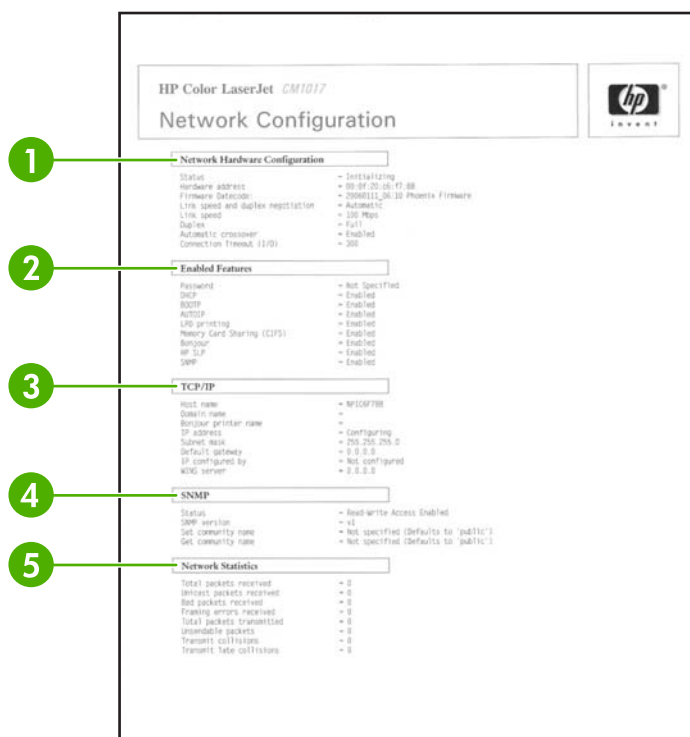 HP Color LaserJet CM1017
Network Configuration
hp
invent
1
Network Hardware Configuration
Status = Initializing
Hardware address = 00:0f:20:c6:f7:88
Firmware Datecode: = 20060111_06:10 Phoenix Firmware
Link speed and duplex negotiation = Automatic
Link speed = 100 Mbps
Duplex = Full
Automatic crossover = Enabled
Connection Timeout (I/O) = 300
2
Enabled Features
Password = Not Specified
DHCP = Enabled
BOOTP = Enabled
AUTOIP = Enabled
LPD printing = Enabled
Memory Card Sharing (CIFS) = Enabled
Bonjour = Enabled
HP SLP = Enabled
SNMP = Enabled
3
TCP/IP
Host name =
Domain name =
Bonjour printer name =
IP address = Configuring
Subnet mask = 255.255.255.0
Default gateway = 0.0.0.0
IP configured by = Not configured
WINS server = 0.0.0.0
4
SNMP
Status = Read-Write Access Enabled
SNMP version = v1
Set community name = Not specified (Defaults to 'public')
Get community name = Not specified (Defaults to 'public')
5
Network Statistics
Total packets received = 0
Unicast packets received = 0
Bad packets received = 0
Framing errors received = 0
Total packets transmitted = 0
Unsendable packets = 0
Transmit collisions = 0
Transmit late collisions = 0